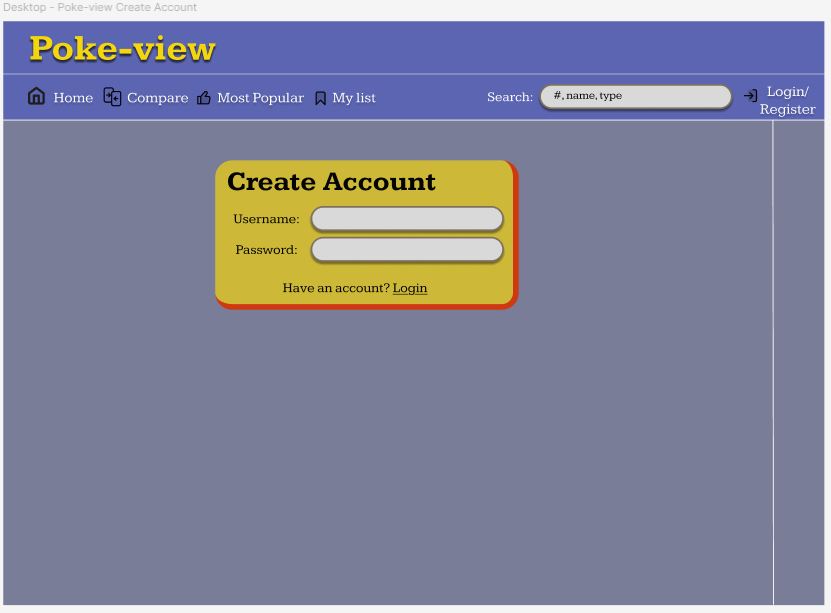 Desktop - Poke-view Create Account
Poke-view
Home Compare Most Popular My list Search: #, name, type Login/
Register
Create Account
Username:
Password:
Have an account? Login